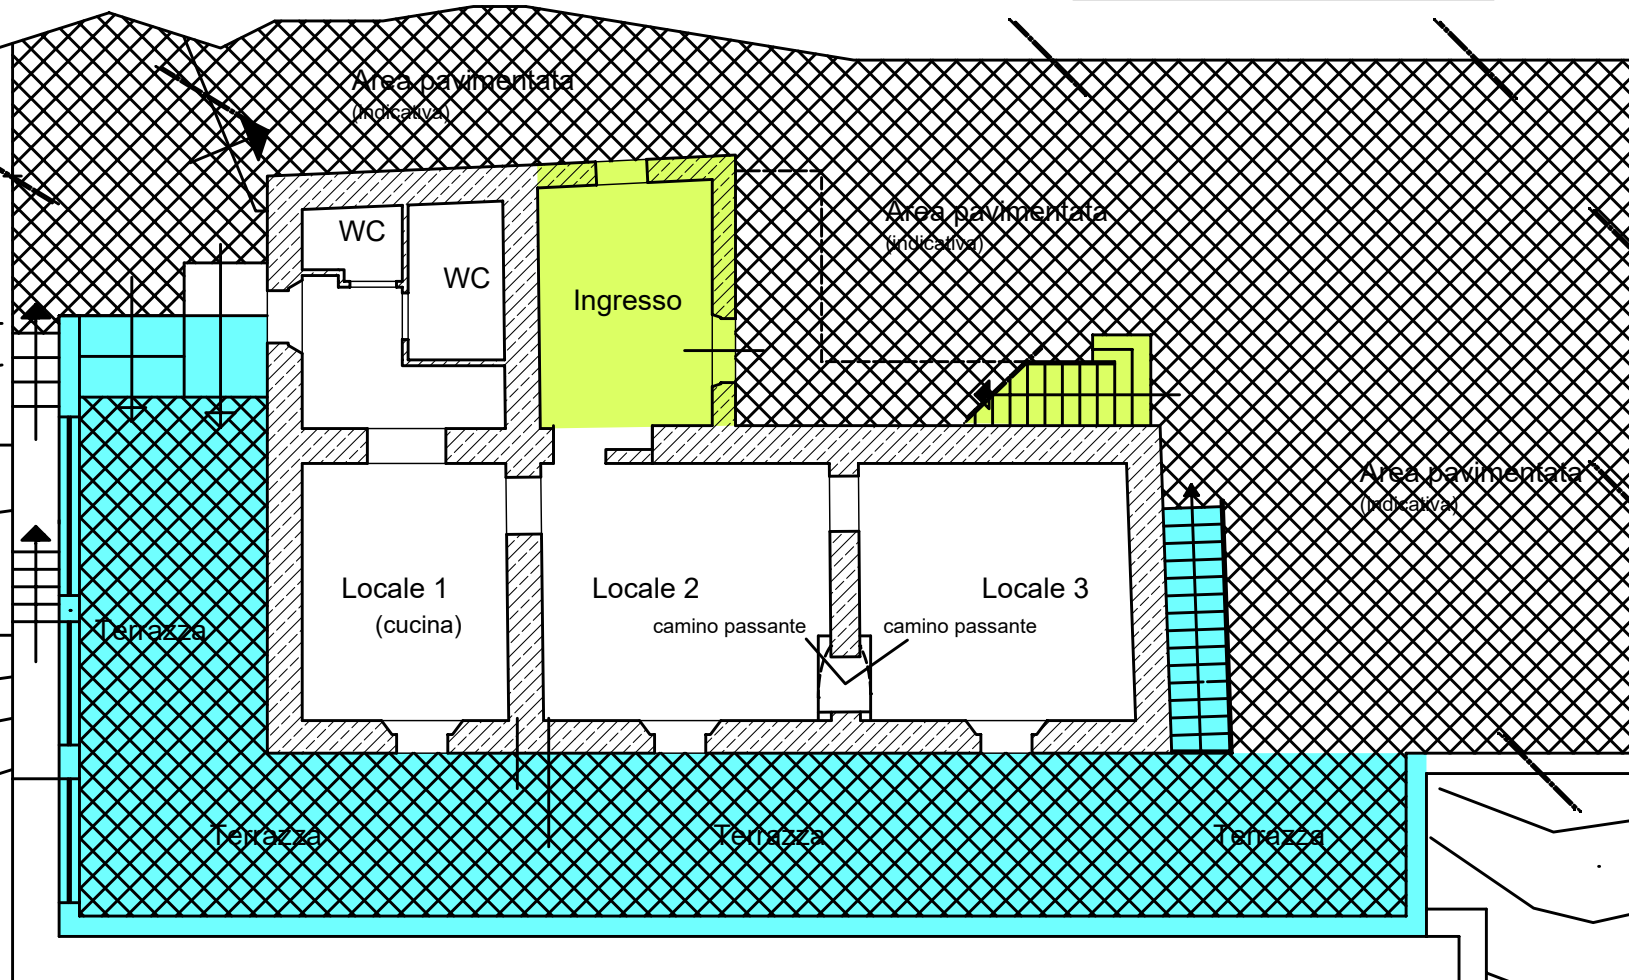 Area pavimentata
(indicativa)
WC
WC
Ingresso
Area pavimentata
(indicativa)
Area pavimentata
(indicativa)
Locale 1
(cucina)
Locale 2
Locale 3
camino passante
camino passante
Terrazza
Terrazza
Terrazza
Terrazza